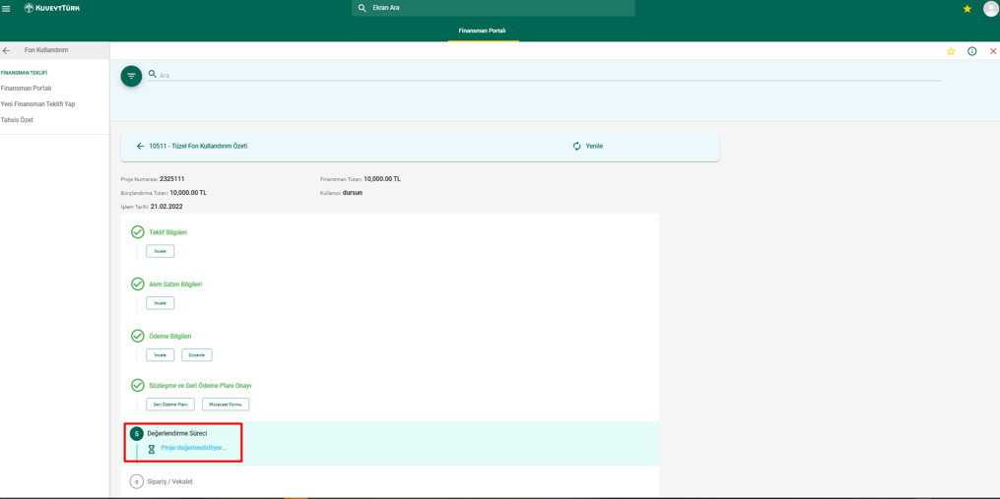 KUVEYTTÜRK
Ekran Ara
Finansman Portalı
Fon Kullandırım
FİNANSMAN TEKLİFİ
Finansman Portalı
Yeni Finansman Teklifi Yap
Tahsis Özet
Ara
10511 - Tüzel Fon Kullandırım Özeti
Yenile
Proje Numarası: 2325111
Finansman Tutarı: 10,000.00 TL
Borçlandırma Tutarı: 10,000.00 TL
Kullanıcı: dursun
İşlem Tarihi: 21.02.2022
Teklif Bilgileri
İncele
Alım Satım Bilgileri
İncele
Ödeme Bilgileri
İncele
Düzenle
Sözleşme ve Geri Ödeme Planı Onayı
Geri Ödeme Planı
Müracaat Formu
5 Değerlendirme Süreci
Proje değerlendiriliyor...
6 Sipariş / Vekalet